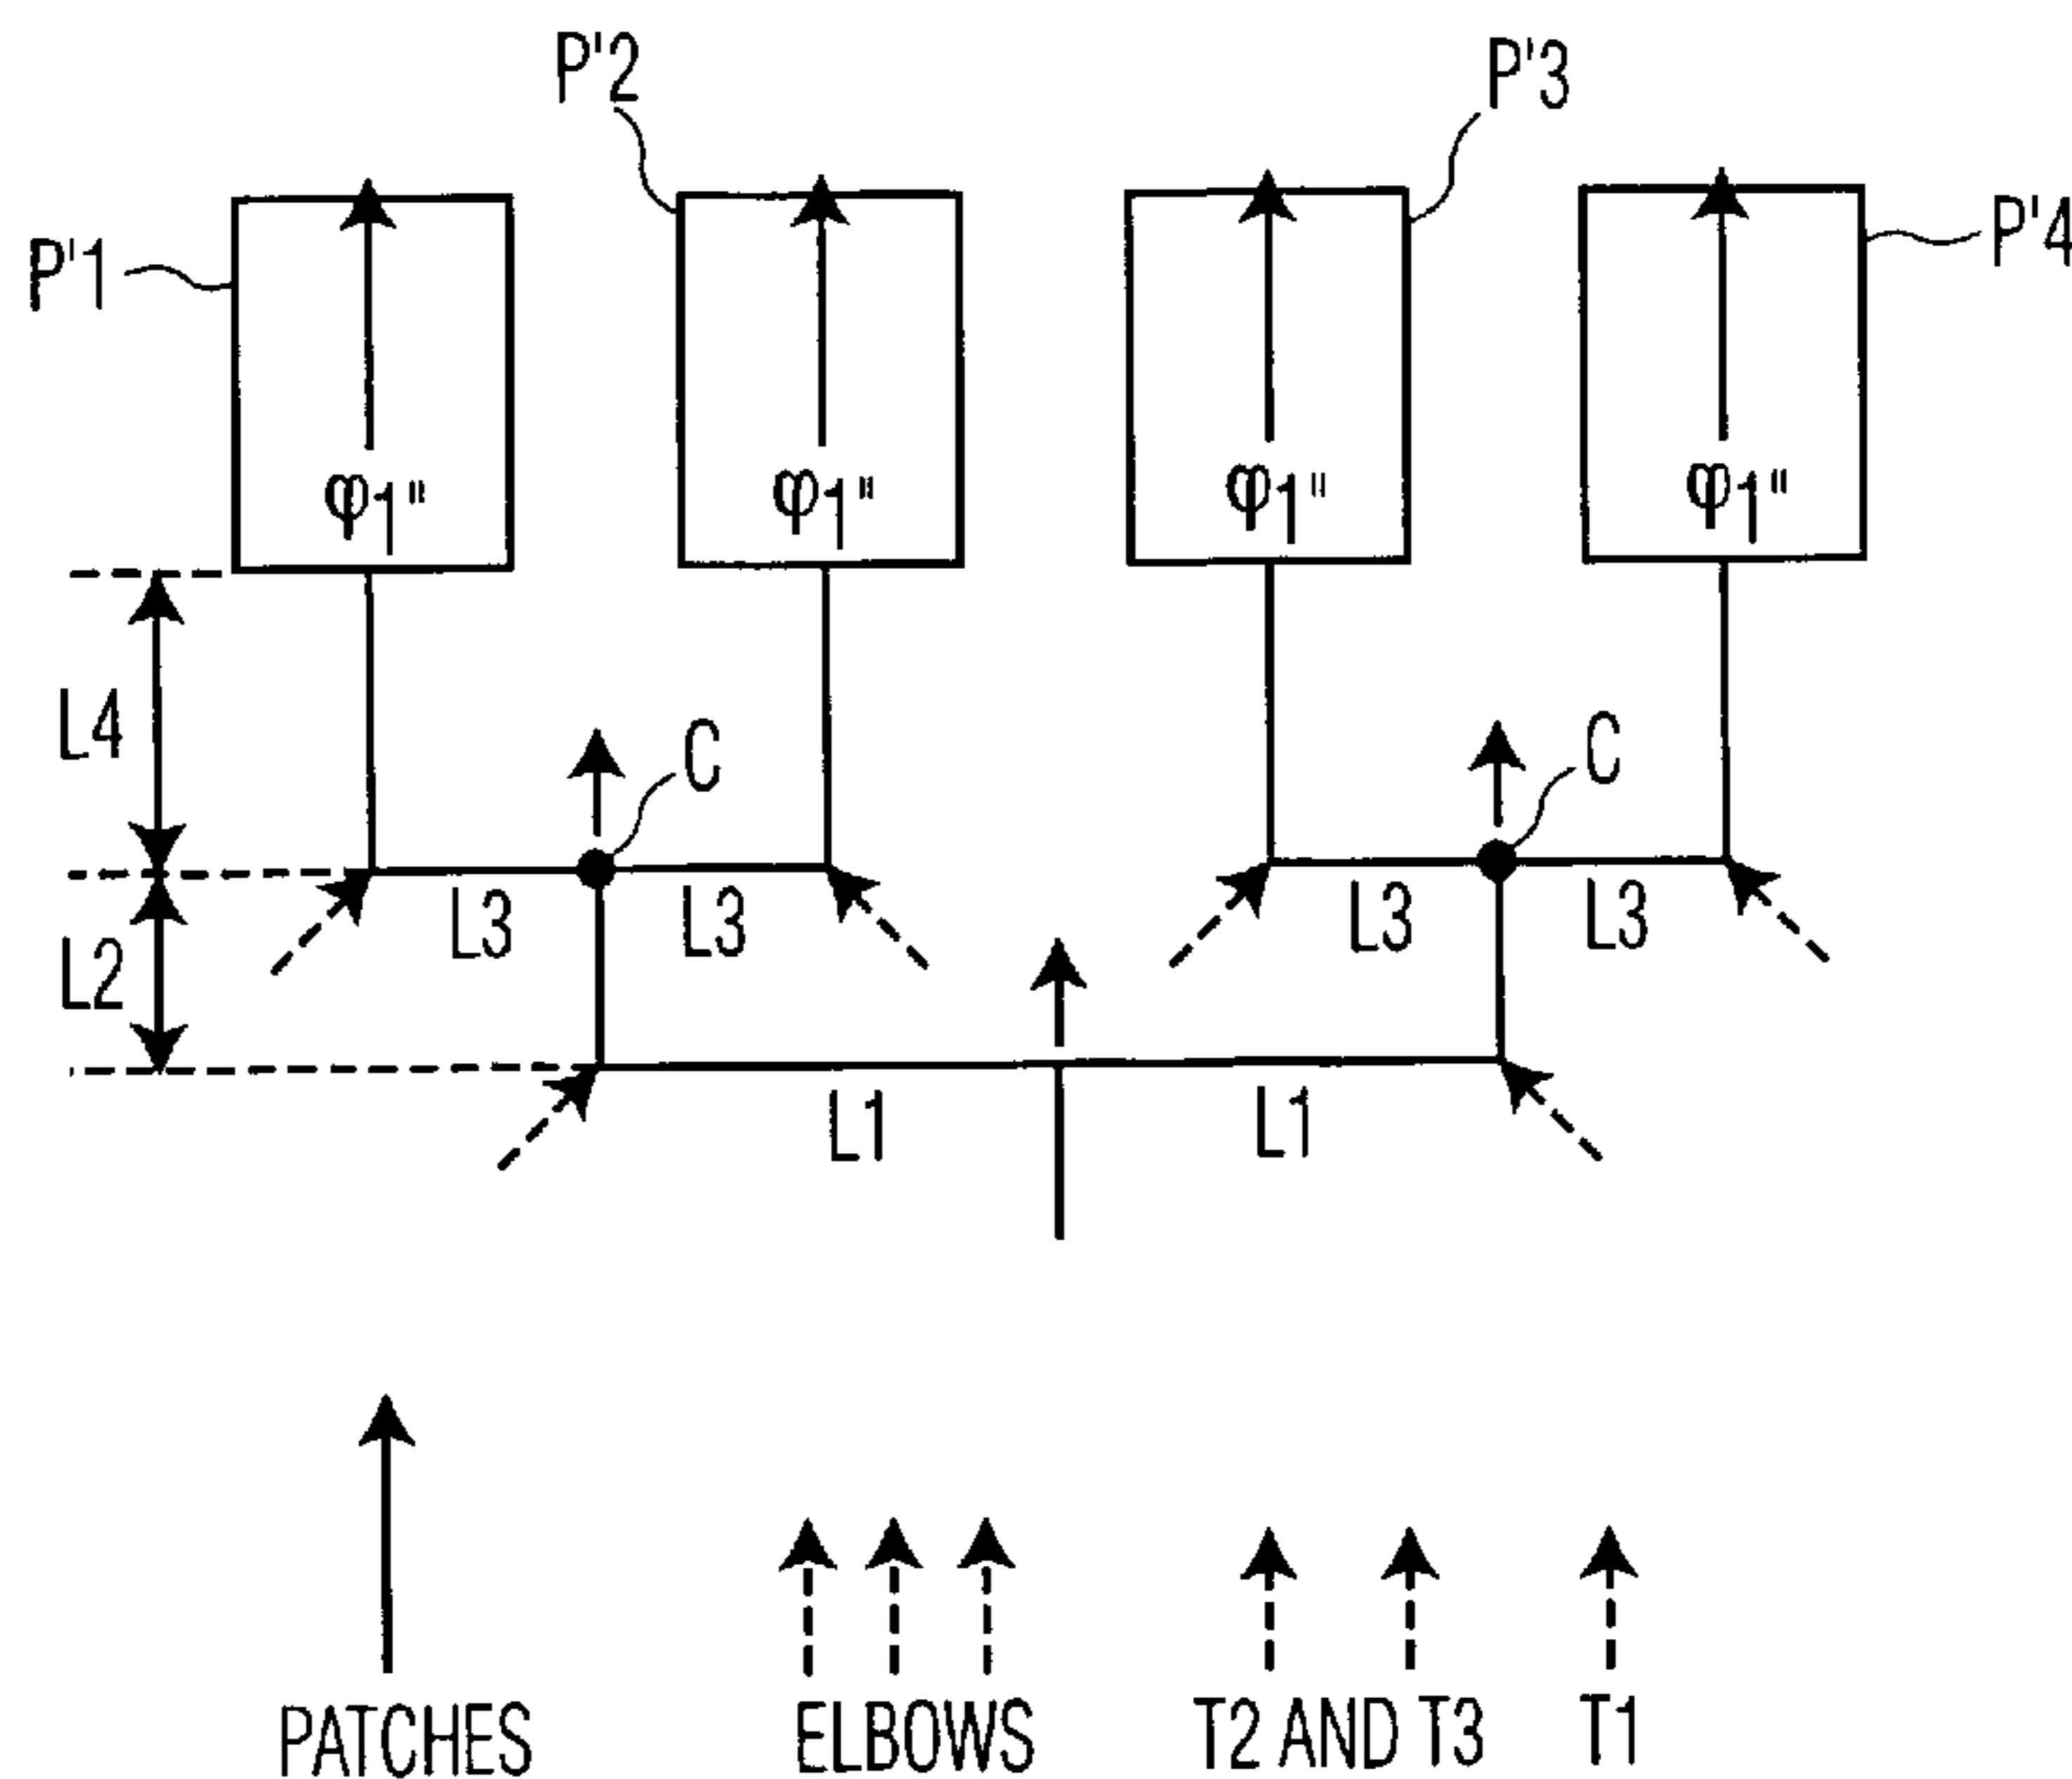 P'2
P'3
P'1
P'4
φ1"
φ1"
φ1"
φ1"
L4
C
C
L3
L3
L3
L3
L2
L1
L1
PATCHES
ELBOWS
T2 AND T3
T1